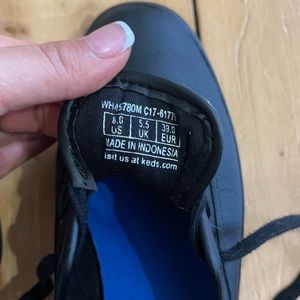 WH45780M C17-6177
8.0 5.5 39.0
US UK EUR
MADE IN INDONESIA
isit us at keds.com